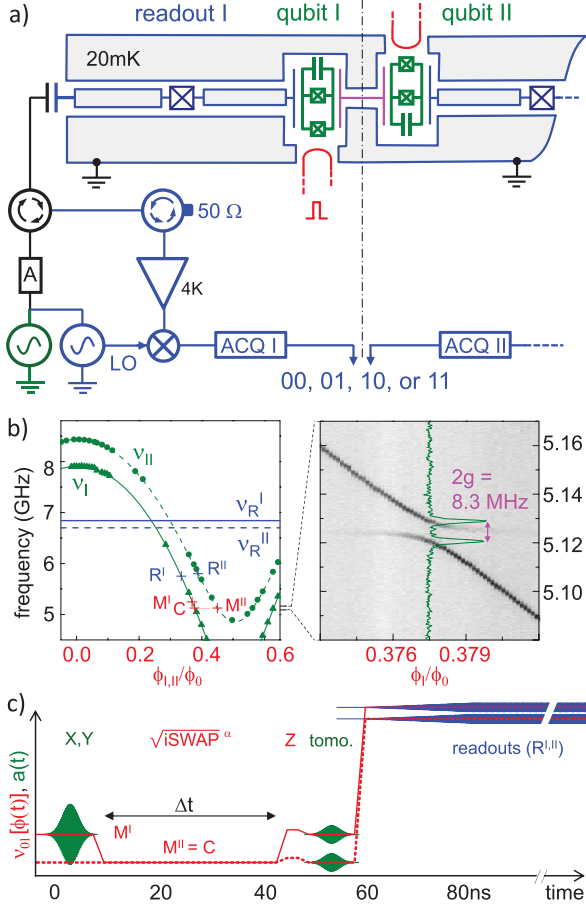 a)
readout I
qubit I
qubit II
20mK
50 Ω
A
4K
LO
ACQ I
ACQ II
00, 01, 10, or 11
b)
frequency (GHz)
8
7
6
5
ν_II
ν_I
ν_R^I
ν_R^II
R^I
R^II
M^I
C
M^II
0.0
0.2
0.4
0.6
ϕ_I,II/ϕ_0
2g =
8.3 MHz
5.16
5.14
5.12
5.10
0.376
0.379
ϕ_I/ϕ_0
c)
ν_01[ϕ(t)], a(t)
X,Y
√iSWAP^α
Z
tomo.
readouts (R^I,II)
Δt
M^I
M^II = C
0
20
40
60
80ns
time